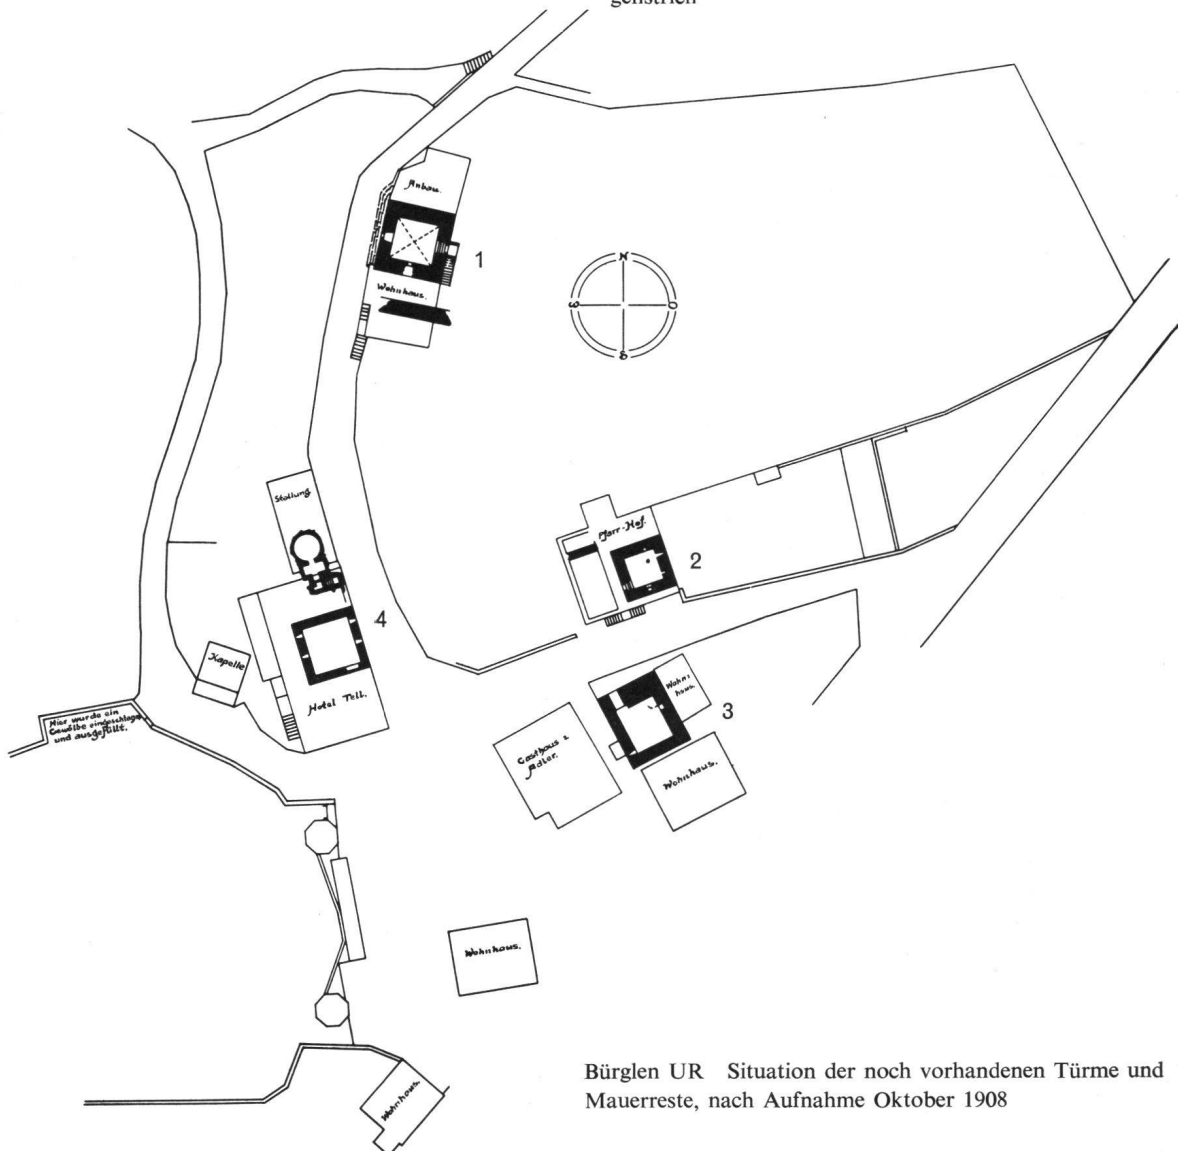 genstrich
Anbau.
1
Wohnhaus.
N
O
S
Stallung
Pfarr-Hof.
2
4
Kapelle
Wohn-
haus.
3
Hotel Tell.
Hier wurde ein
Gewölbe eingeschlagen
und ausgefüllt.
Gasthaus z
Adler.
Wohnhaus.
Wohnhaus.
Wohnhaus.
Bürglen UR Situation der noch vorhandenen Türme und
Mauerreste, nach Aufnahme Oktober 1908